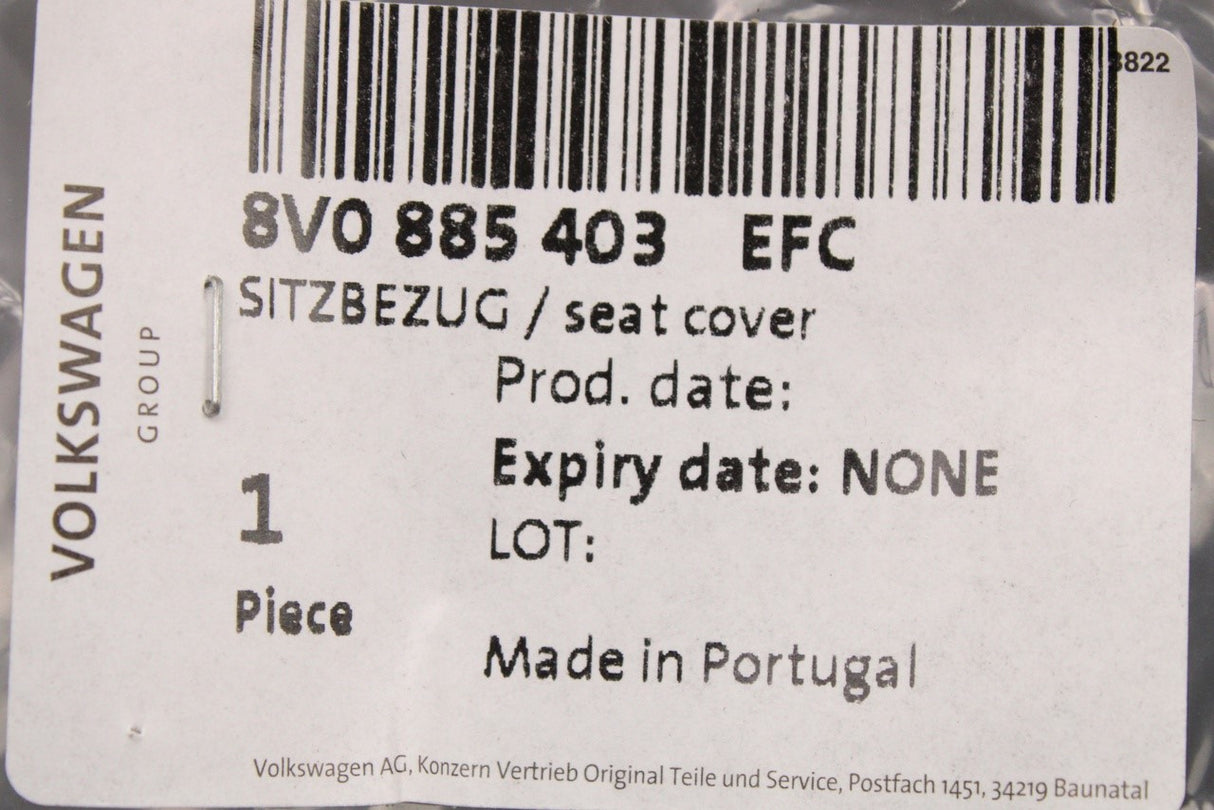 8V0 885 403 EFC
SITZBEZUG / seat cover
Prod. date:
Expiry date: NONE
LOT:
1
Piece
Made in Portugal
VOLKSWAGEN
GROUP
Volkswagen AG, Konzern Vertrieb Original Teile und Service, Postfach 1451, 34219 Baunatal